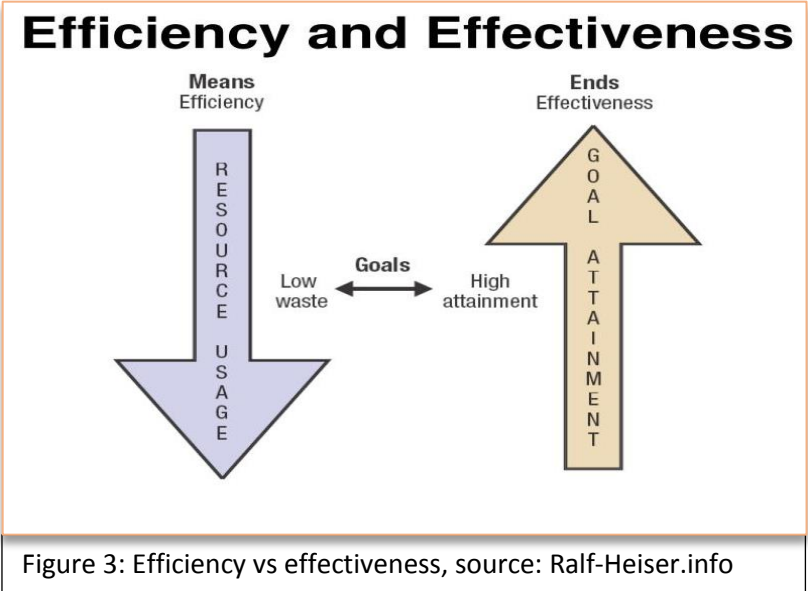 Efficiency and Effectiveness
Means
Efficiency
RESOURCE USAGE
Goals
Low
waste
High
attainment
Ends
Effectiveness
GOAL ATTAINMENT
Figure 3: Efficiency vs effectiveness, source: Ralf-Heiser.info